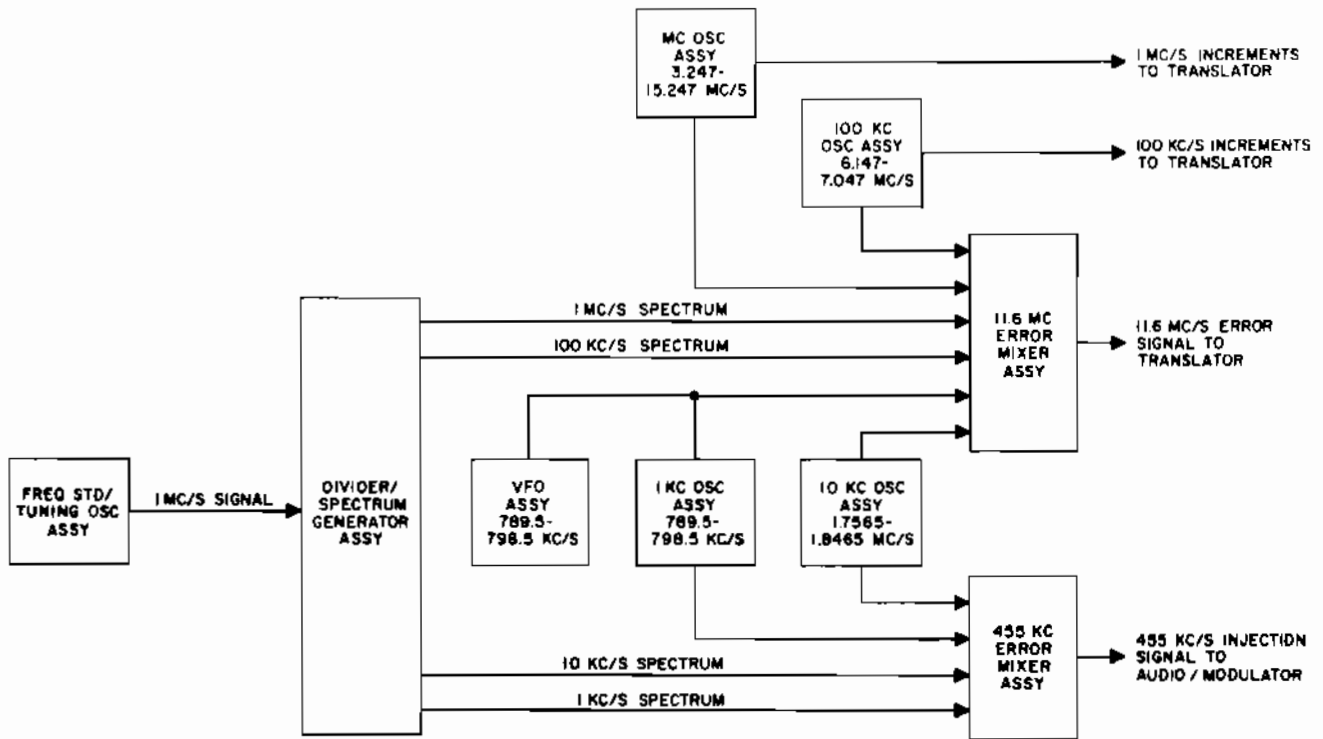 MC OSC
ASSY
3.247-
15.247 MC/S
1 MC/S INCREMENTS
TO TRANSLATOR
100 KC
OSC ASSY
6.147-
7.047 MC/S
100 KC/S INCREMENTS
TO TRANSLATOR
1 MC/S SPECTRUM
100 KC/S SPECTRUM
11.6 MC
ERROR
MIXER
ASSY
11.6 MC/S ERROR
SIGNAL TO
TRANSLATOR
FREQ STD/
TUNING OSC
ASSY
1 MC/S SIGNAL
DIVIDER/
SPECTRUM
GENERATOR
ASSY
VFO
ASSY
789.5-
798.5 KC/S
1 KC OSC
ASSY
789.5-
798.5 KC/S
10 KC OSC
ASSY
1.7565-
1.8465 MC/S
10 KC/S SPECTRUM
1 KC/S SPECTRUM
455 KC
ERROR
MIXER
ASSY
455 KC/S INJECTION
SIGNAL TO
AUDIO / MODULATOR